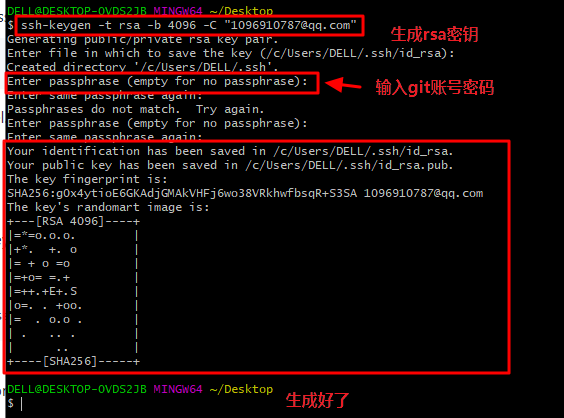 DELL@DESKTOP-OVDS2JB MINGW64 ~/Desktop
$ ssh-keygen -t rsa -b 4096 -C "1096910787@qq.com"
生成rsa密钥
Generating public/private rsa key pair.
Enter file in which to save the key (/c/Users/DELL/.ssh/id_rsa):
Created directory '/c/Users/DELL/.ssh'.
Enter passphrase (empty for no passphrase):
输入git账号密码
Enter same passphrase again:
Passphrases do not match.  Try again.
Enter passphrase (empty for no passphrase):
Enter same passphrase again:
Your identification has been saved in /c/Users/DELL/.ssh/id_rsa.
Your public key has been saved in /c/Users/DELL/.ssh/id_rsa.pub.
The key fingerprint is:
SHA256:gOx4ytioE6GKAdjGMAkVHFj6wo38VRkhwfbsqR+S3SA 1096910787@qq.com
The key's randomart image is:
+---[RSA 4096]----+
|=*=o.o.o.        |
|+*.  +. o        |
|= + o =o         |
|=+o= =.+         |
|=++.+E+.S        |
|o=. . +oo.       |
|=  . o.o .       |
| .   .. .        |
|      ...        |
+----[SHA256]-----+
DELL@DESKTOP-OVDS2JB MINGW64 ~/Desktop
$
生成好了